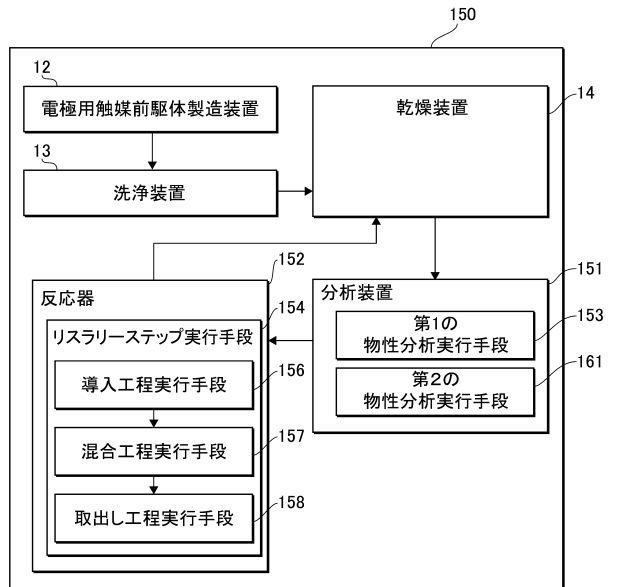 150
12
電極用触媒前駆体製造装置
13
洗浄装置
14
乾燥装置
152
反応器
154
リスラリーステップ実行手段
156
導入工程実行手段
157
混合工程実行手段
158
取出し工程実行手段
151
分析装置
153
第1の
物性分析実行手段
161
第2の
物性分析実行手段